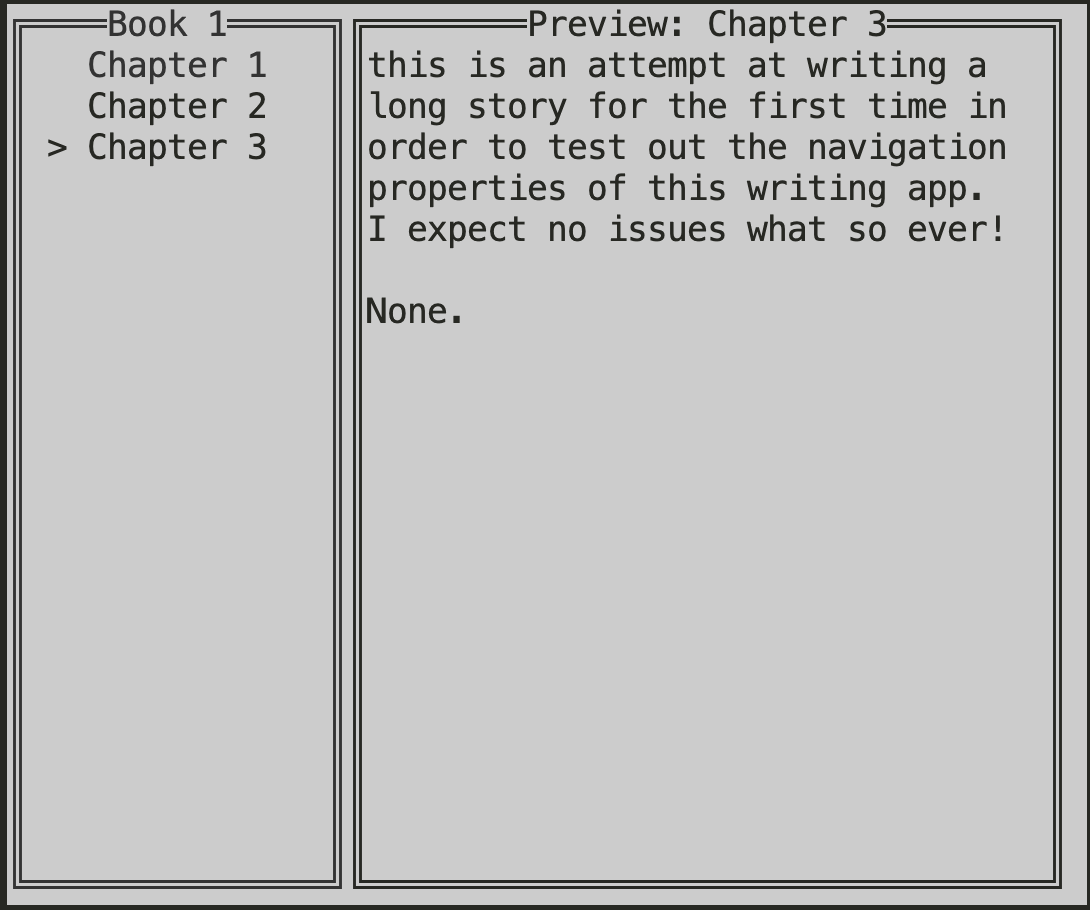 Book 1
Chapter 1
Chapter 2
> Chapter 3
Preview: Chapter 3
this is an attempt at writing a
long story for the first time in
order to test out the navigation
properties of this writing app.
I expect no issues what so ever!
None.